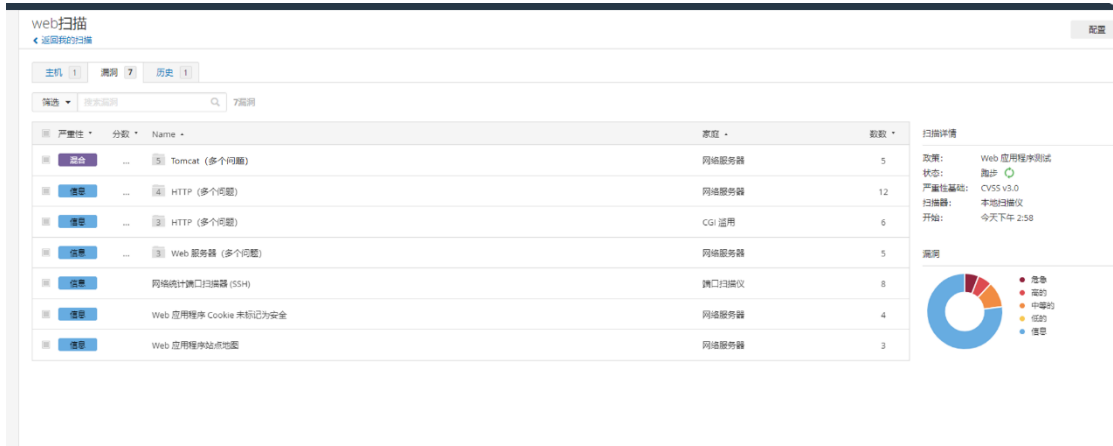 web扫描
返回我的扫描
配置
主机 1 漏洞 7 历史 1
筛选 搜索漏洞 7漏洞
严重性 分数 Name 家庭 数数
混合 ... 5 Tomcat（多个问题） 网络服务器 5
信息 ... 4 HTTP（多个问题） 网络服务器 12
信息 ... 3 HTTP（多个问题） CGI 滥用 6
信息 ... 3 Web 服务器（多个问题） 网络服务器 5
信息 网络统计端口扫描器 (SSH) 端口扫描仪 8
信息 Web 应用程序 Cookie 未标记为安全 网络服务器 4
信息 Web 应用程序站点地图 网络服务器 3
扫描详情
政策： Web 应用程序测试
状态： 跑步
严重性基础： CVSS v3.0
扫描器： 本地扫描仪
开始： 今天下午 2:58
漏洞
危急
高的
中等的
低的
信息